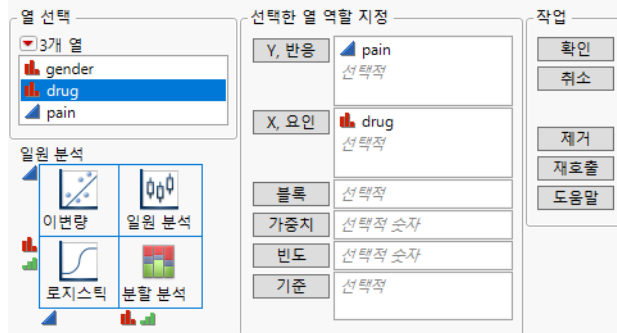 열 선택
3개 열
gender
drug
pain
일원 분석
이변량
일원 분석
로지스틱
분할 분석
선택한 열 역할 지정
Y, 반응
pain
선택적
X, 요인
drug
선택적
블록
선택적
가중치
선택적 숫자
빈도
선택적 숫자
기준
선택적
작업
확인
취소
제거
재호출
도움말